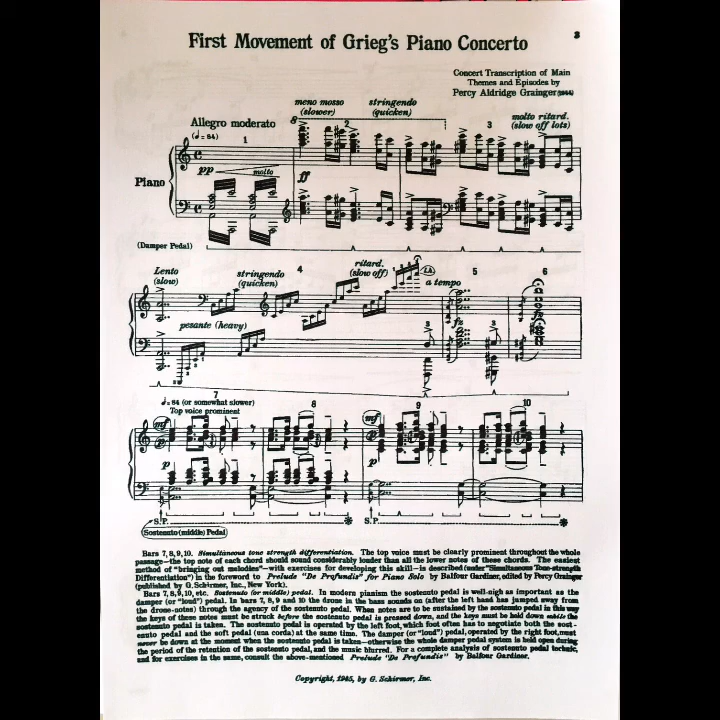 3
First Movement of Grieg's Piano Concerto
Concert Transcription of Main
Themes and Episodes by
Percy Aldridge Grainger (1944)
meno mosso
(slower)
stringendo
(quicken)
molto ritard.
(slow off lots)
Allegro moderato
(♩=84)
1
8
2
3
pp
molto
ff
Piano
(Damper Pedal)
Lento
(slow)
stringendo
(quicken)
4
ritard.
(slow off)
a tempo
5
6
pesante (heavy)
fz
3
3
7
♩=84 (or somewhat slower)
Top voice prominent
8
9
10
mf
mf
p
p
p
p
S.P.
S.P.
Sostenuto (middle) Pedal
Bars 7, 8, 9, 10. Simultaneous tone strength differentiation. The top voice must be clearly prominent throughout the whole
passage—the top note of each chord should sound considerably louder than all the lower notes of these chords. The easiest
method of "bringing out melodies"—with exercises for developing this skill—is described (under "Simultaneous Tone-strength
Differentiation") in the foreword to Prelude "De Profundis" for Piano Solo by Balfour Gardiner, edited by Percy Grainger
(published by G. Schirmer, Inc., New York).
Bars 7, 8, 9, 10, etc. Sostenuto (or middle) pedal. In modern pianism the sostenuto pedal is well-nigh as important as the
damper (or "loud") pedal. In bars 7, 8, 9 and 10 the drone in the bass sounds on (after the left hand has jumped away from
the drone-notes) through the agency of the sostenuto pedal. When notes are to be sustained by the sostenuto pedal in this way
the keys of these notes must be struck before the sostenuto pedal is pressed down, and the keys must be held down while the
sostenuto pedal is taken. The sostenuto pedal is operated by the left foot, which foot often has to negotiate both the sost-
enuto pedal and the soft pedal (una corda) at the same time. The damper (or "loud") pedal, operated by the right foot, must
never be down at the moment when the sostenuto pedal is taken—otherwise the whole damper pedal system is held open during
the period of the retention of the sostenuto pedal, and the music blurred. For a complete analysis of sostenuto pedal technic,
and for exercises in the same, consult the above-mentioned Prelude "De Profundis" by Balfour Gardiner.
Copyright, 1945, by G. Schirmer, Inc.